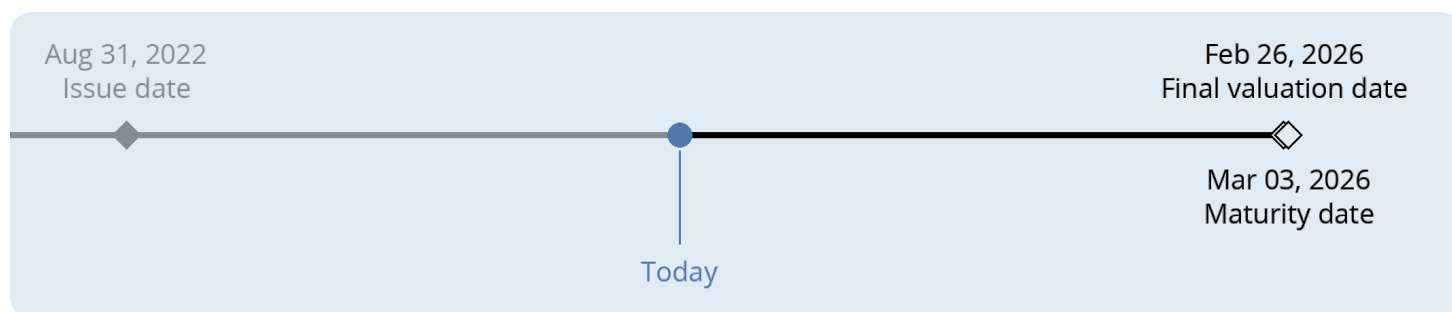 Aug 31, 2022
Issue date
Feb 26, 2026
Final valuation date
Mar 03, 2026
Maturity date
Today